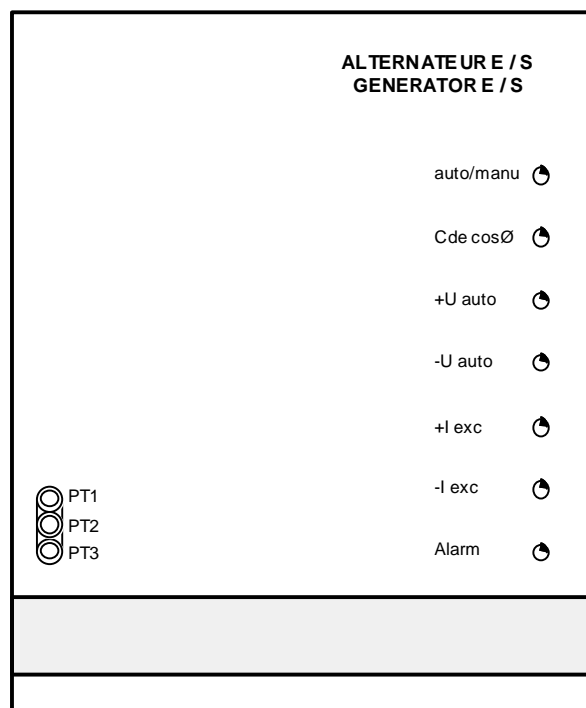 ALTERNATEUR E / S
GENERATOR E / S
auto/manu
Cde cosØ
+U auto
-U auto
+I exc
-I exc
Alarm
PT1
PT2
PT3